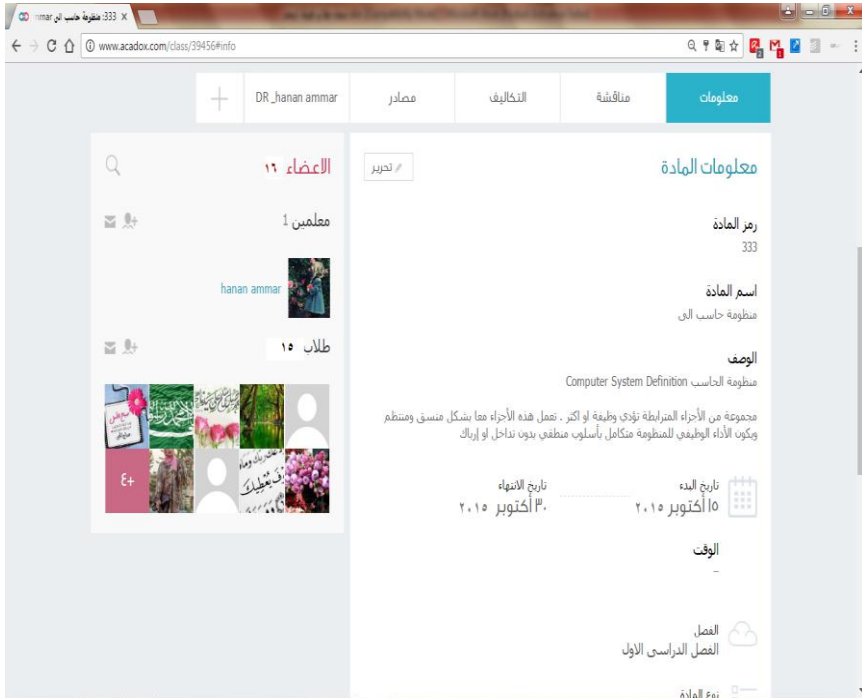 333: منظومة حاسب الي
www.acadox.com/class/39456#info
معلومات
مناقشة
التكاليف
مصادر
DR_hanan ammar
معلومات المادة
تحرير
رمز المادة
333
اسم المادة
منظومة حاسب الى
الوصف
منظومة الحاسب Computer System Definition
مجموعة من الأجزاء المترابطة تؤدي وظيفة او اكثر . تعمل هذه الأجزاء معا بشكل منسق ومنتظم
ويكون الأداء الوظيفي للمنظومة متكامل بأسلوب منطقي بدون تداخل او إرباك
تاريخ البدء
١٥ أكتوبر ٢٠١٥
تاريخ الانتهاء
٣٠ أكتوبر ٢٠١٥
الوقت
–
الفصل
الفصل الدراسى الاول
نوع المادة
الاعضاء ١٦
معلمين 1
hanan ammar
طلاب ١٥
+٤